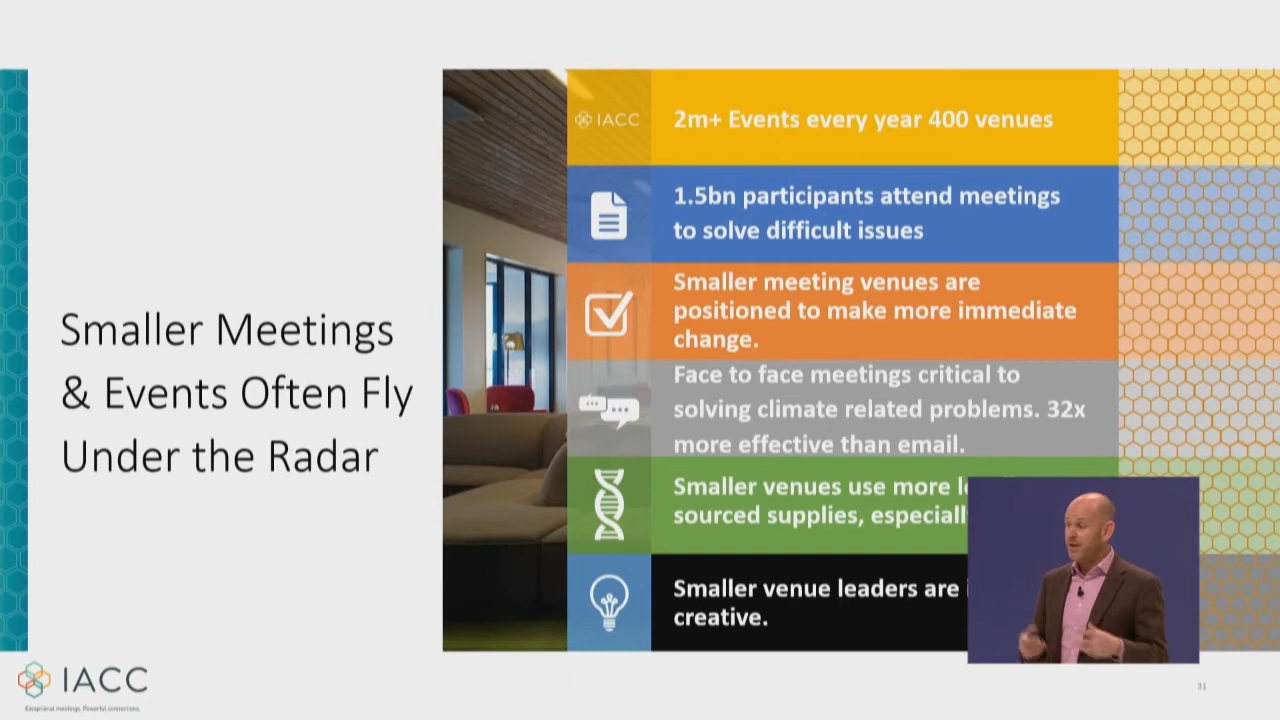 Smaller Meetings
& Events Often Fly
Under the Radar
IACC
2m+ Events every year 400 venues
1.5bn participants attend meetings
to solve difficult issues
Smaller meeting venues are
positioned to make more immediate
change.
Face to face meetings critical to
solving climate related problems. 32x
more effective than email.
Smaller venues use more
sourced supplies,
Smaller venue leaders are
creative.
IACC
Exceptional meetings. Powerful connections.
31